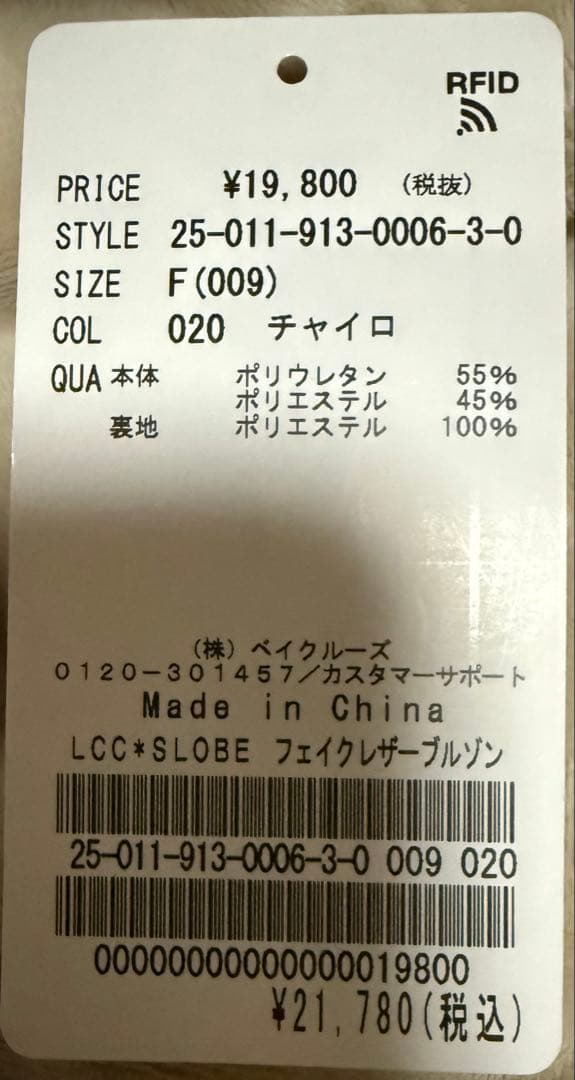 RFID
PRICE ¥19,800 (税抜)
STYLE 25-011-913-0006-3-0
SIZE F(009)
COL 020 チャイロ
QUA 本体 ポリウレタン 55%
ポリエステル 45%
裏地 ポリエステル 100%
(株)ベイクルーズ
0120-301457/カスタマーサポート
Made in China
LCC*SLOBE フェイクレザーブルゾン
25-011-913-0006-3-0 009 020
00000000000000019800
¥21,780(税込)